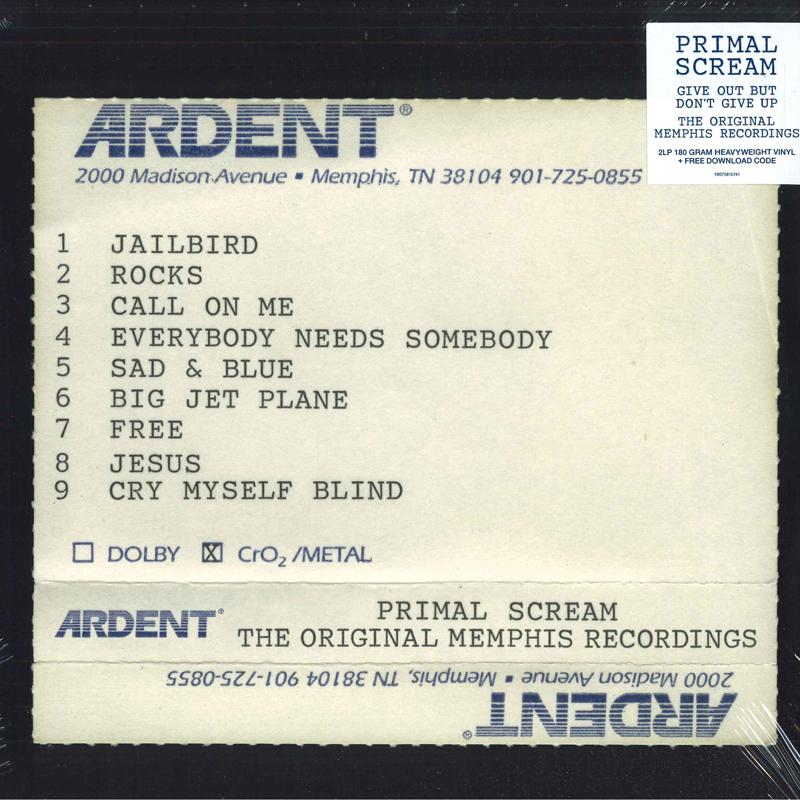 PRIMAL
SCREAM
GIVE OUT BUT
DON'T GIVE UP
THE ORIGINAL
MEMPHIS RECORDINGS
2LP 180 GRAM HEAVYWEIGHT VINYL
+ FREE DOWNLOAD CODE
ARDENT®
2000 Madison Avenue ▪ Memphis, TN 38104 901-725-0855
1 JAILBIRD
2 ROCKS
3 CALL ON ME
4 EVERYBODY NEEDS SOMEBODY
5 SAD & BLUE
6 BIG JET PLANE
7 FREE
8 JESUS
9 CRY MYSELF BLIND
☐ DOLBY ☒ CrO₂/METAL
ARDENT®
PRIMAL SCREAM
THE ORIGINAL MEMPHIS RECORDINGS
2000 Madison Avenue ▪ Memphis, TN 38104 901-725-0855
ARDENT®